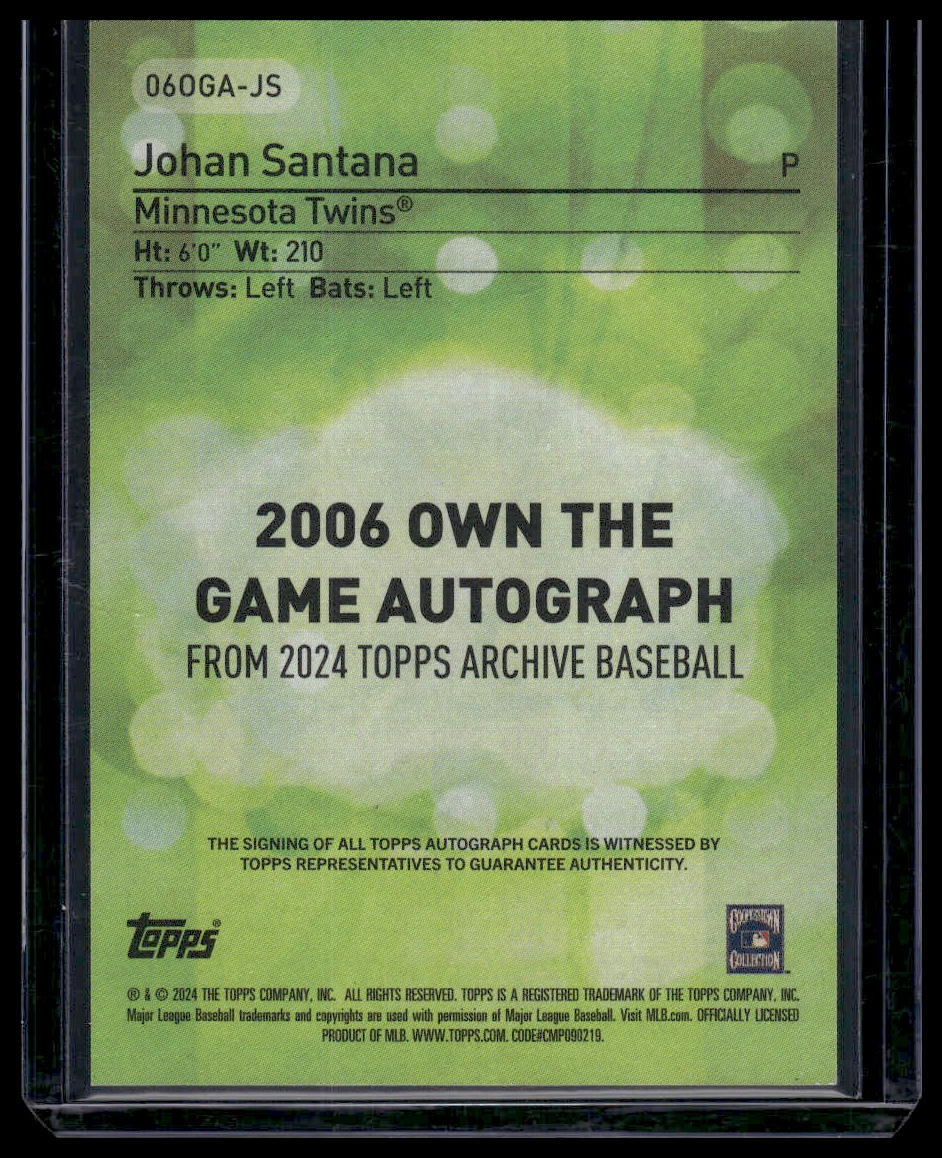 06OGA-JS
Johan Santana P
Minnesota Twins®
Ht: 6'0" Wt: 210
Throws: Left Bats: Left
2006 OWN THE
GAME AUTOGRAPH
FROM 2024 TOPPS ARCHIVE BASEBALL
THE SIGNING OF ALL TOPPS AUTOGRAPH CARDS IS WITNESSED BY
TOPPS REPRESENTATIVES TO GUARANTEE AUTHENTICITY.
topps®
COOPERSTOWN
COLLECTION™
® & © 2024 THE TOPPS COMPANY, INC. ALL RIGHTS RESERVED. TOPPS IS A REGISTERED TRADEMARK OF THE TOPPS COMPANY, INC.
Major League Baseball trademarks and copyrights are used with permission of Major League Baseball. Visit MLB.com. OFFICIALLY LICENSED
PRODUCT OF MLB. WWW.TOPPS.COM. CODE#CMP090219.